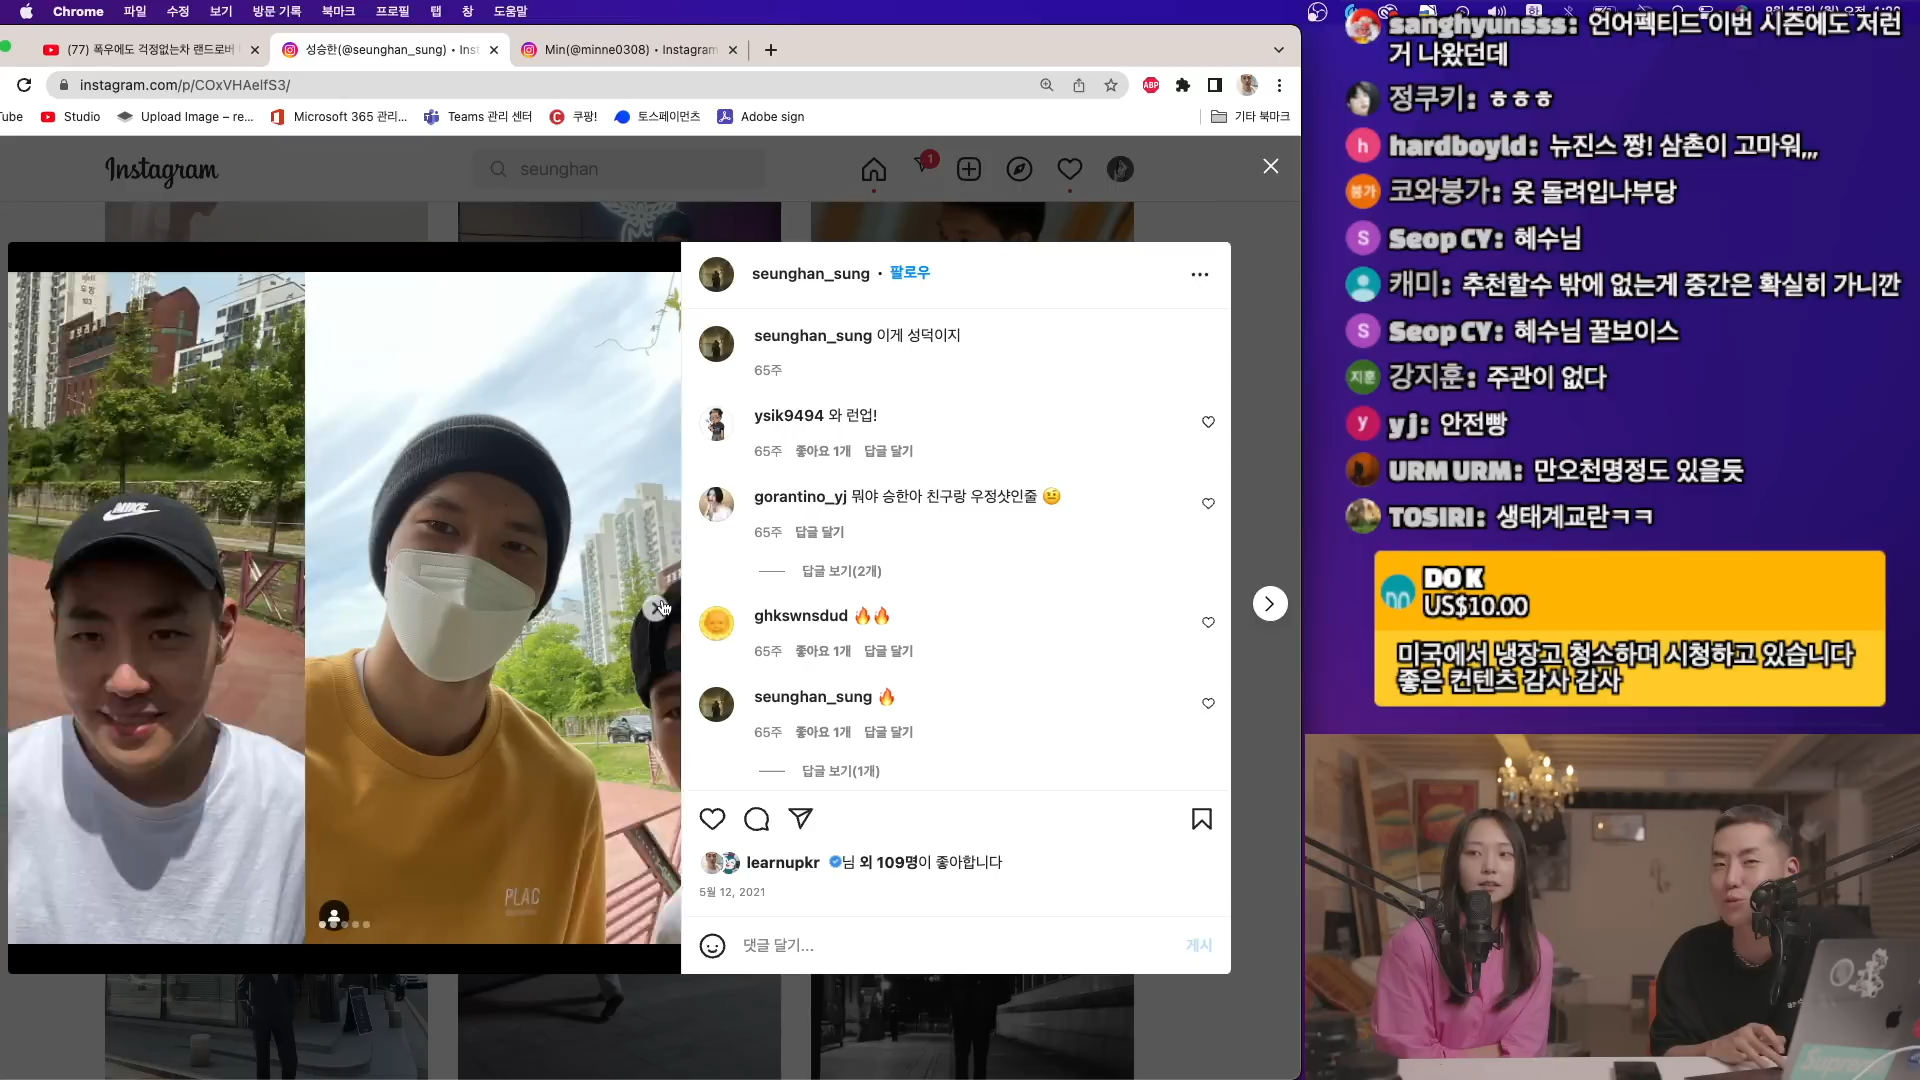 Chrome 파일 수정 보기 방문 기록 북마크 프로필 탭 창 도움말
(77) 폭우에도 걱정없는차 랜드로버
성승한(@seunghan_sung) • Inst
Min(@minne0308) • Instagram
instagram.com/p/COxVHAelfS3/
ABP
ube
Studio
Upload Image – re...
Microsoft 365 관리...
Teams 관리 센터
쿠팡!
토스페이먼츠
Adobe sign
기타 북마크
Instagram
seunghan
1
seunghan_sung • 팔로우
seunghan_sung 이게 성덕이지
65주
ysik9494 와 런업!
65주 좋아요 1개 답글 달기
gorantino_yj 뭐야 승한아 친구랑 우정샷인줄 🤨
65주 답글 달기
답글 보기(2개)
ghkswnsdud 🔥🔥
65주 좋아요 1개 답글 달기
seunghan_sung 🔥
65주 좋아요 1개 답글 달기
답글 보기(1개)
learnupkr 님 외 109명이 좋아합니다
5월 12, 2021
댓글 달기...
게시
NIKE
PLAC
sanghyunsss: 언어펙티드 이번 시즌에도 저런
거 나왔던데
정쿠키: ㅎㅎㅎ
h hardboyld: 뉴진스 짱! 삼촌이 고마워,,,
붕가 코와붕가: 옷 돌려입나부당
S Seop CY: 혜수님
캐미: 추천할수 밖에 없는게 중간은 확실히 가니깐
S Seop CY: 혜수님 꿀보이스
지훈 강지훈: 주관이 없다
y y j: 안전빵
URM URM: 만오천명정도 있을듯
TOSIRI: 생태계교란ㅋㅋ
DO
DO K
US$10.00
미국에서 냉장고 청소하며 시청하고 있습니다
좋은 컨텐츠 감사 감사
Supreme